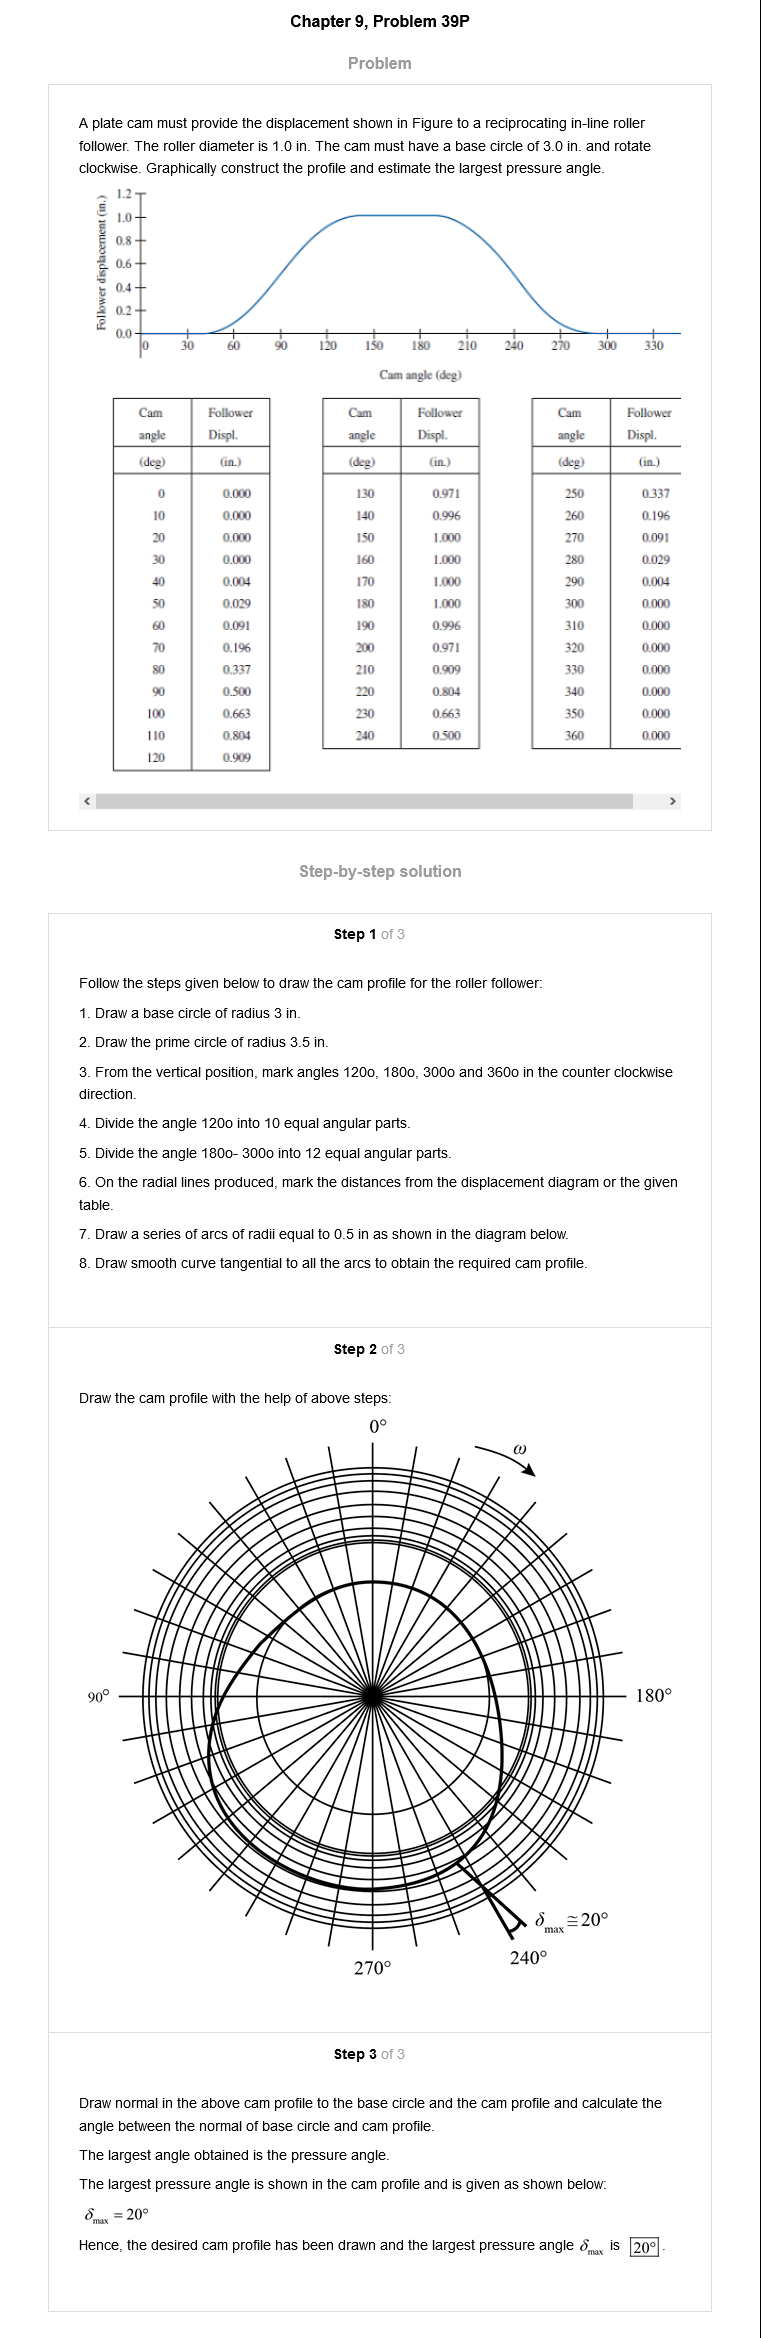 Chapter 9, Problem 39P
Problem
A plate cam must provide the displacement shown in Figure to a reciprocating in-line roller
follower. The roller diameter is 1.0 in. The cam must have a base circle of 3.0 in. and rotate
clockwise. Graphically construct the profile and estimate the largest pressure angle.
Follower displacement (in.)
1.2
1.0
0.8
0.6
0.4
0.2
0.0
0 30 60 90 120 150 180 210 240 270 300 330
Cam angle (deg)
Cam Follower Cam Follower Cam Follower
angle Displ. angle Displ. angle Displ.
(deg) (in.) (deg) (in.) (deg) (in.)
0 0.000 130 0.971 250 0.337
10 0.000 140 0.996 260 0.196
20 0.000 150 1.000 270 0.091
30 0.000 160 1.000 280 0.029
40 0.004 170 1.000 290 0.004
50 0.029 180 1.000 300 0.000
60 0.091 190 0.996 310 0.000
70 0.196 200 0.971 320 0.000
80 0.337 210 0.909 330 0.000
90 0.500 220 0.804 340 0.000
100 0.663 230 0.663 350 0.000
110 0.804 240 0.500 360 0.000
120 0.909
Step-by-step solution
Step 1 of 3
Follow the steps given below to draw the cam profile for the roller follower:
1. Draw a base circle of radius 3 in.
2. Draw the prime circle of radius 3.5 in.
3. From the vertical position, mark angles 120o, 180o, 300o and 360o in the counter clockwise
direction.
4. Divide the angle 120o into 10 equal angular parts.
5. Divide the angle 180o- 300o into 12 equal angular parts.
6. On the radial lines produced, mark the distances from the displacement diagram or the given
table.
7. Draw a series of arcs of radii equal to 0.5 in as shown in the diagram below.
8. Draw smooth curve tangential to all the arcs to obtain the required cam profile.
Step 2 of 3
Draw the cam profile with the help of above steps:
0°
ω
90°
180°
δmax ≅ 20°
240°
270°
Step 3 of 3
Draw normal in the above cam profile to the base circle and the cam profile and calculate the
angle between the normal of base circle and cam profile.
The largest angle obtained is the pressure angle.
The largest pressure angle is shown in the cam profile and is given as shown below:
δmax = 20°
Hence, the desired cam profile has been drawn and the largest pressure angle δmax is 20° .